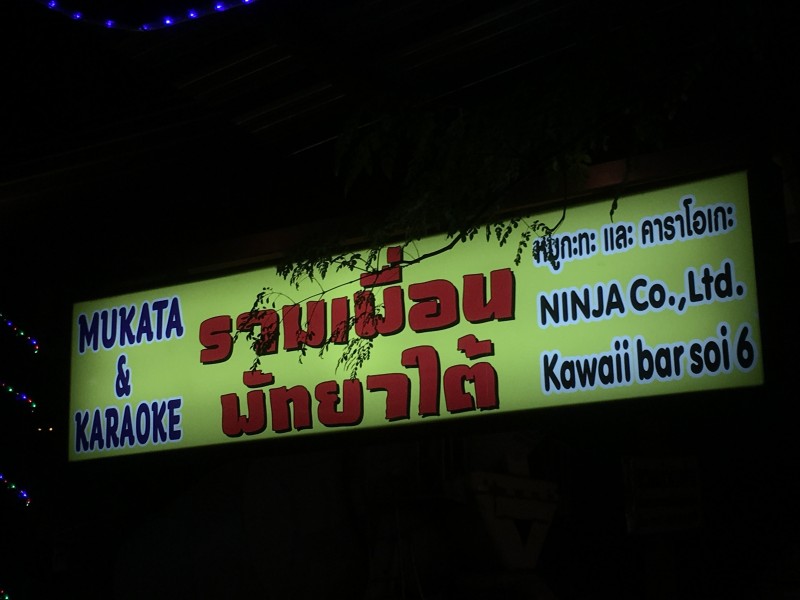 MUKATA
&
KARAOKE
รวมเพื่อน
พัทยาใต้
หมูกะทะ และ คาราโอเกะ
NINJA Co.,Ltd.
Kawaii bar soi 6